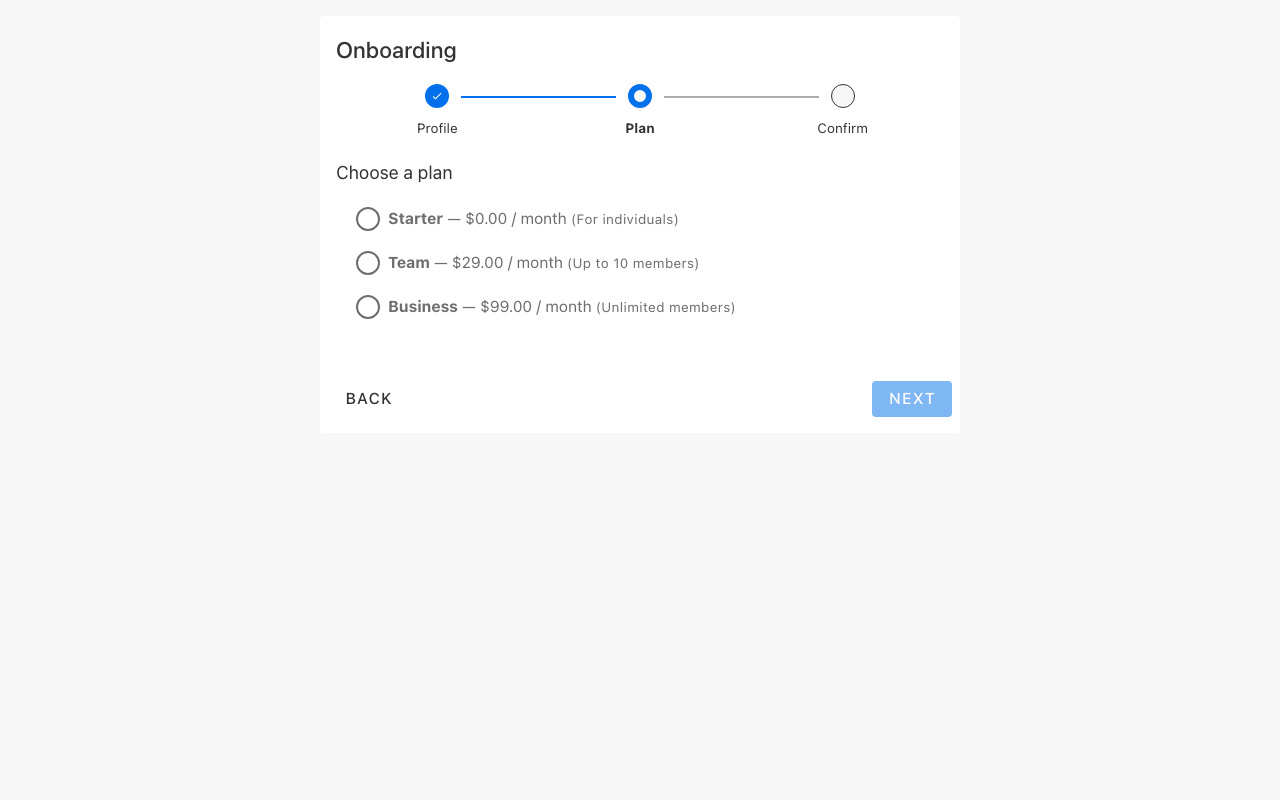 Onboarding
Profile
Plan
Confirm
Choose a plan
Starter — $0.00 / month (For individuals)
Team — $29.00 / month (Up to 10 members)
Business — $99.00 / month (Unlimited members)
BACK
NEXT